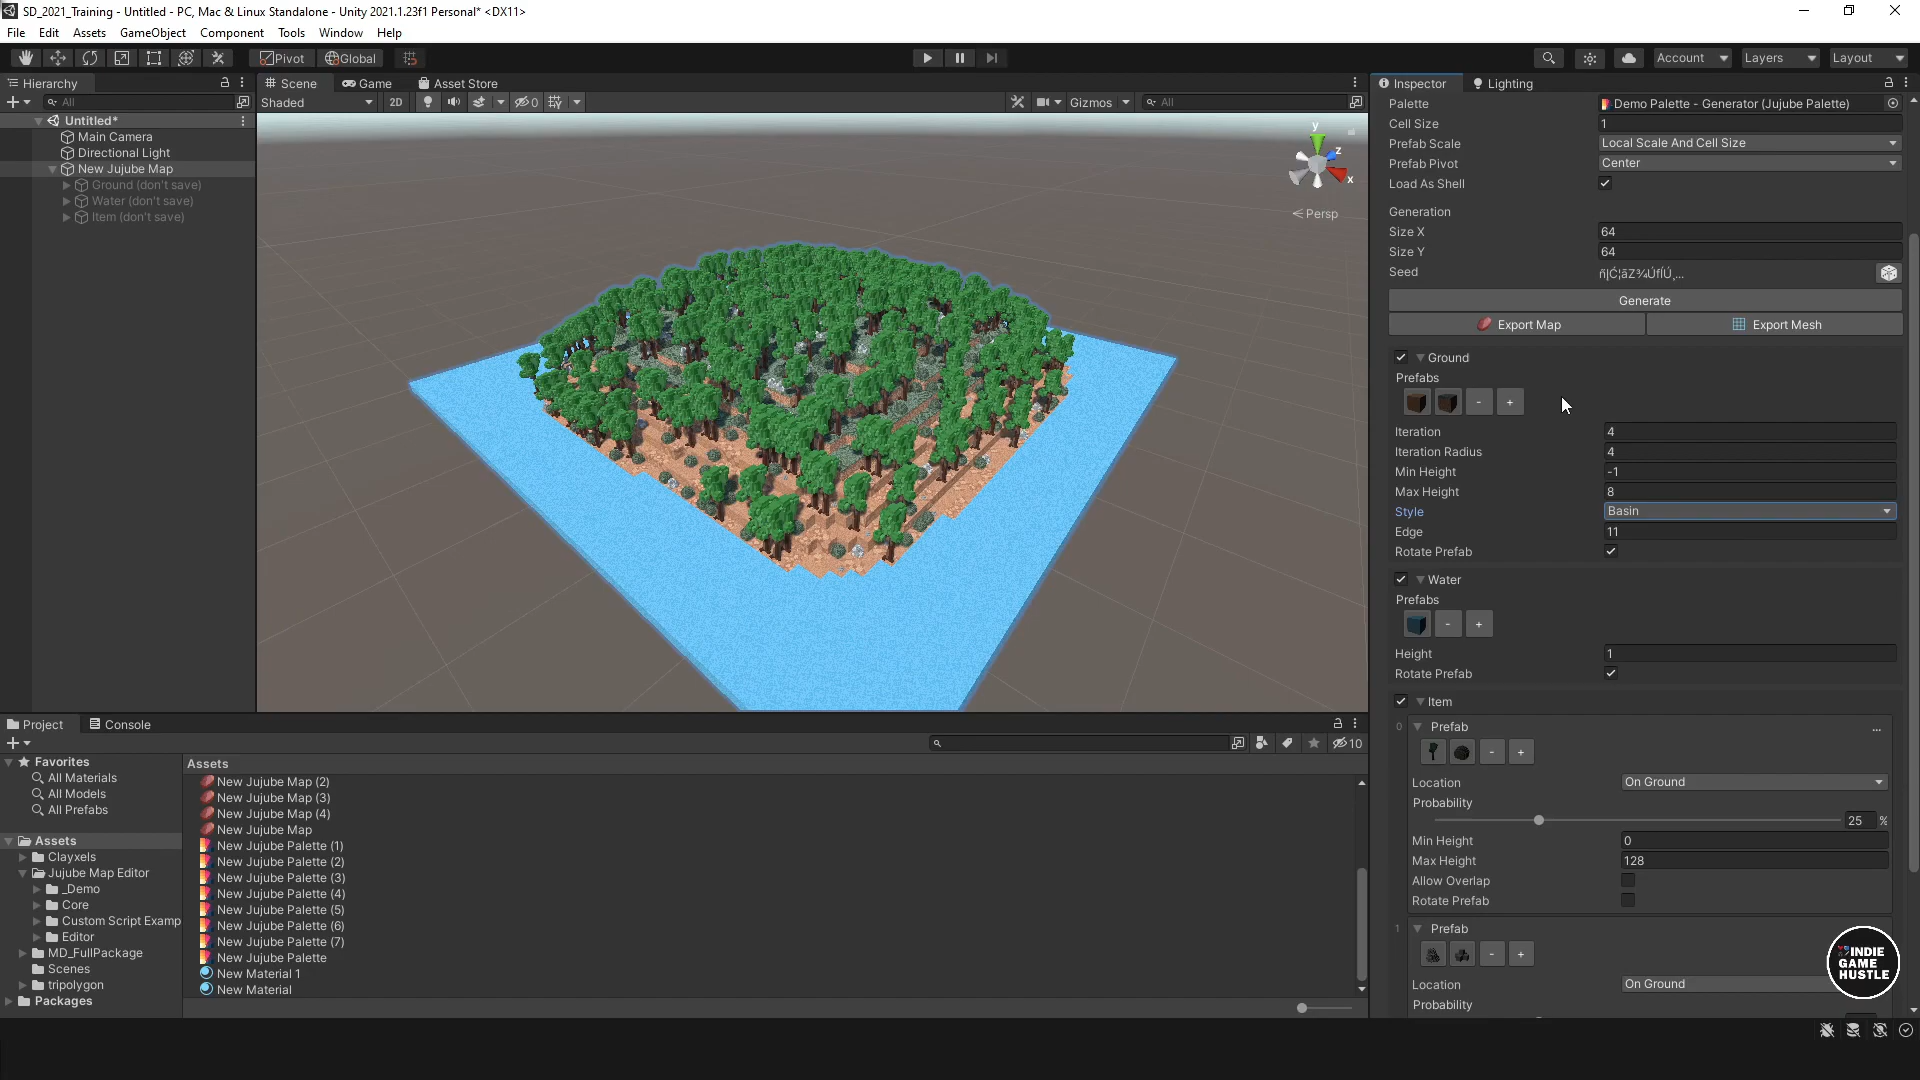 SD_2021_Training - Untitled - PC, Mac & Linux Standalone - Unity 2021.1.23f1 Personal* <DX11>
File Edit Assets GameObject Component Tools Window Help
Pivot Global Account Layers Layout
Hierarchy
All
Untitled*
Main Camera
Directional Light
New Jujube Map
Ground (don't save)
Water (don't save)
Item (don't save)
Scene Game Asset Store
Shaded 2D 0 Gizmos All
y
z
x
Persp
Project Console
10
Favorites
All Materials
All Models
All Prefabs
Assets
Clayxels
Jujube Map Editor
_Demo
Core
Custom Script Examp
Editor
MD_FullPackage
Scenes
tripolygon
Packages
Assets
New Jujube Map (2)
New Jujube Map (3)
New Jujube Map (4)
New Jujube Map
New Jujube Palette (1)
New Jujube Palette (2)
New Jujube Palette (3)
New Jujube Palette (4)
New Jujube Palette (5)
New Jujube Palette (6)
New Jujube Palette (7)
New Jujube Palette
New Material 1
New Material
Inspector Lighting
Palette Demo Palette - Generator (Jujube Palette)
Cell Size 1
Prefab Scale Local Scale And Cell Size
Prefab Pivot Center
Load As Shell
Generation
Size X 64
Size Y 64
Seed
Generate
Export Map Export Mesh
Ground
Prefabs
- +
Iteration 4
Iteration Radius 4
Min Height -1
Max Height 8
Style Basin
Edge 11
Rotate Prefab
Water
Prefabs
- +
Height 1
Rotate Prefab
Item
0 Prefab ...
- +
Location On Ground
Probability
25 %
Min Height 0
Max Height 128
Allow Overlap
Rotate Prefab
1 Prefab
- +
Location On Ground
Probability
INDIE
GAME
HUSTLE